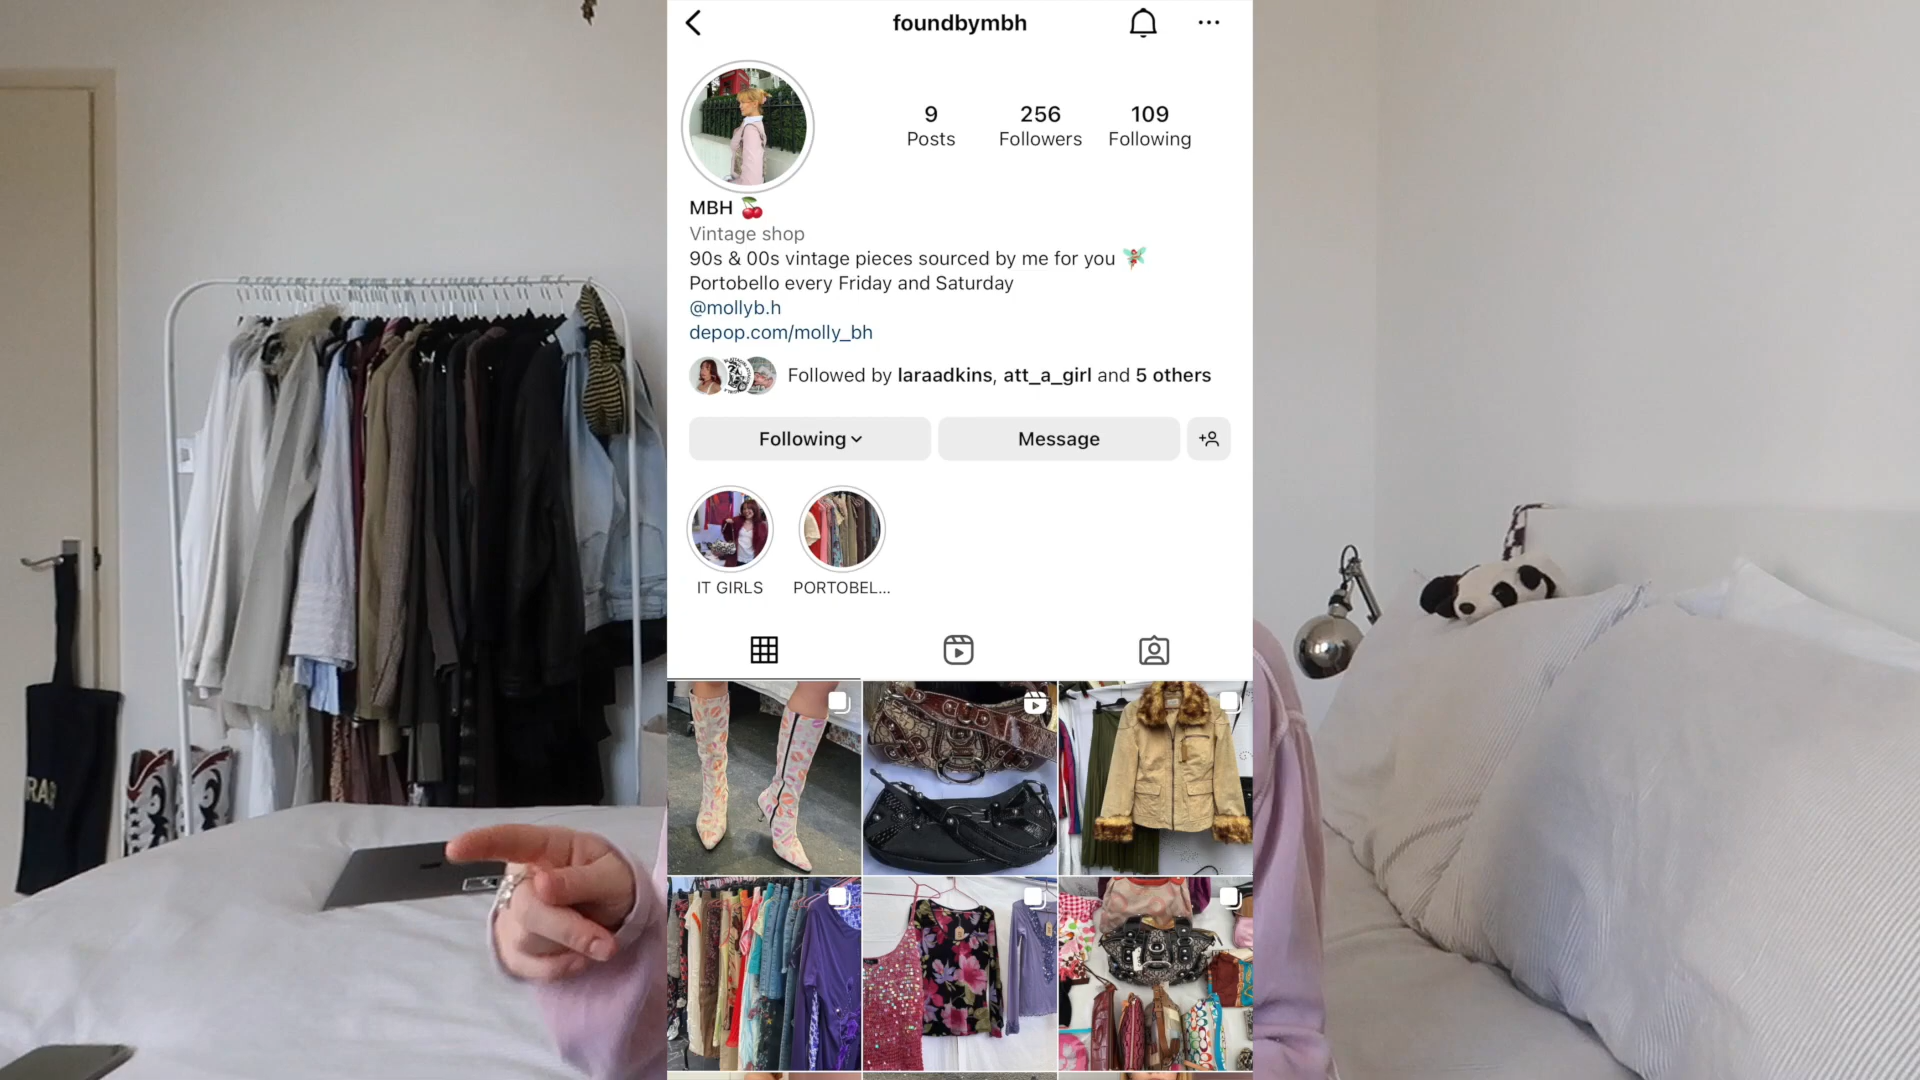 foundbymbh
9 256 109
Posts Followers Following
MBH
Vintage shop
90s & 00s vintage pieces sourced by me for you
Portobello every Friday and Saturday
@mollyb.h
depop.com/molly_bh
Followed by laraadkins, att_a_girl and 5 others
Following Message
IT GIRLS PORTOBEL...
RAP